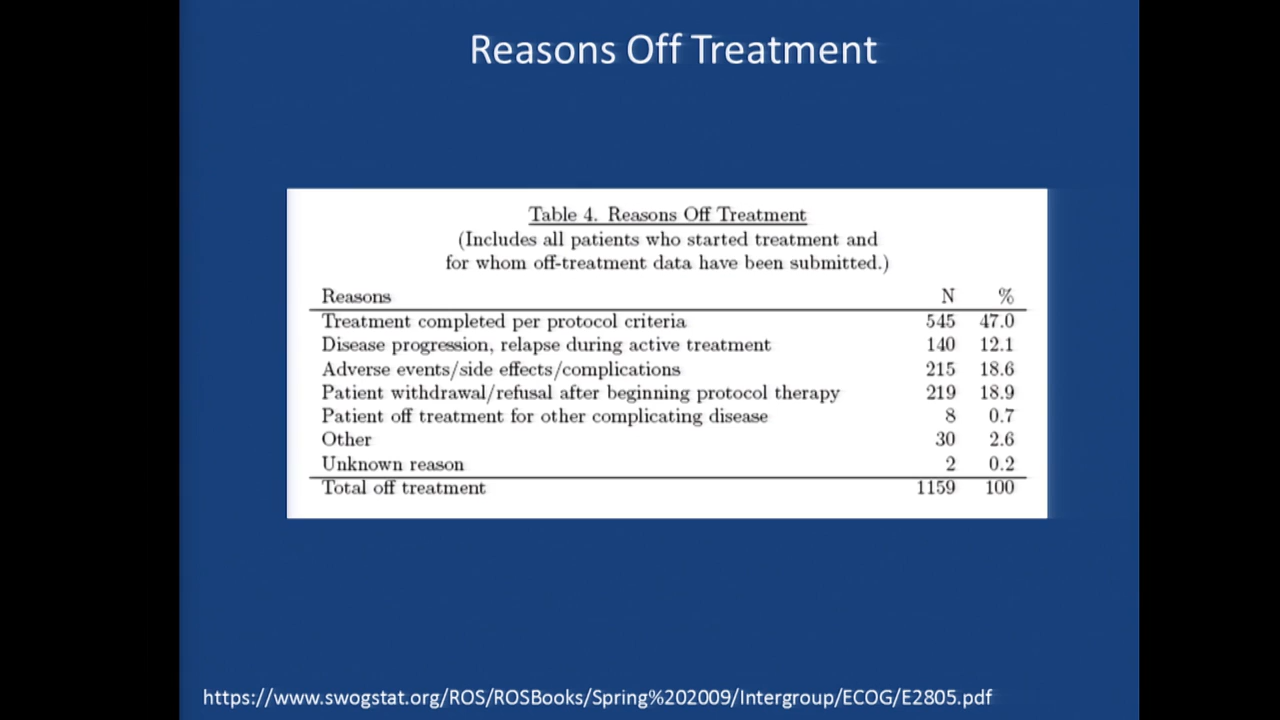 Reasons Off Treatment
Table 4. Reasons Off Treatment
(Includes all patients who started treatment and
for whom off-treatment data have been submitted.)
Reasons N %
Treatment completed per protocol criteria 545 47.0
Disease progression, relapse during active treatment 140 12.1
Adverse events/side effects/complications 215 18.6
Patient withdrawal/refusal after beginning protocol therapy 219 18.9
Patient off treatment for other complicating disease 8 0.7
Other 30 2.6
Unknown reason 2 0.2
Total off treatment 1159 100
https://www.swogstat.org/ROS/ROSBooks/Spring%202009/Intergroup/ECOG/E2805.pdf